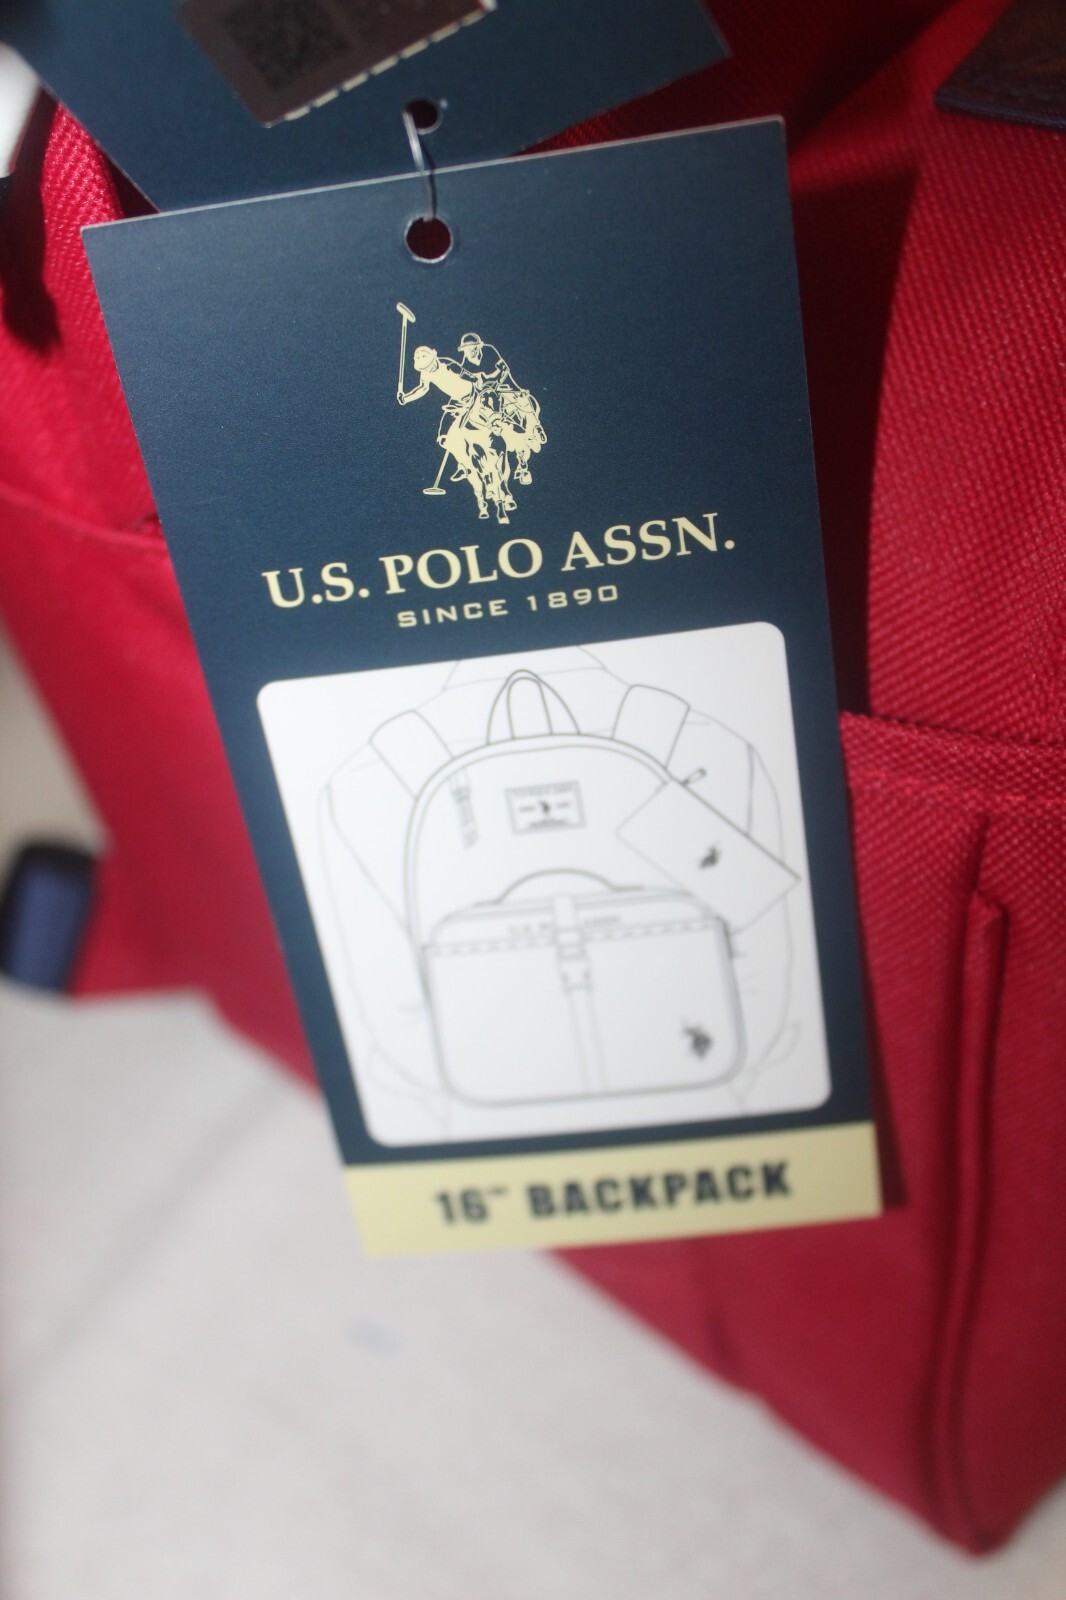 U.S. POLO ASSN.
SINCE 1890
16" BACKPACK